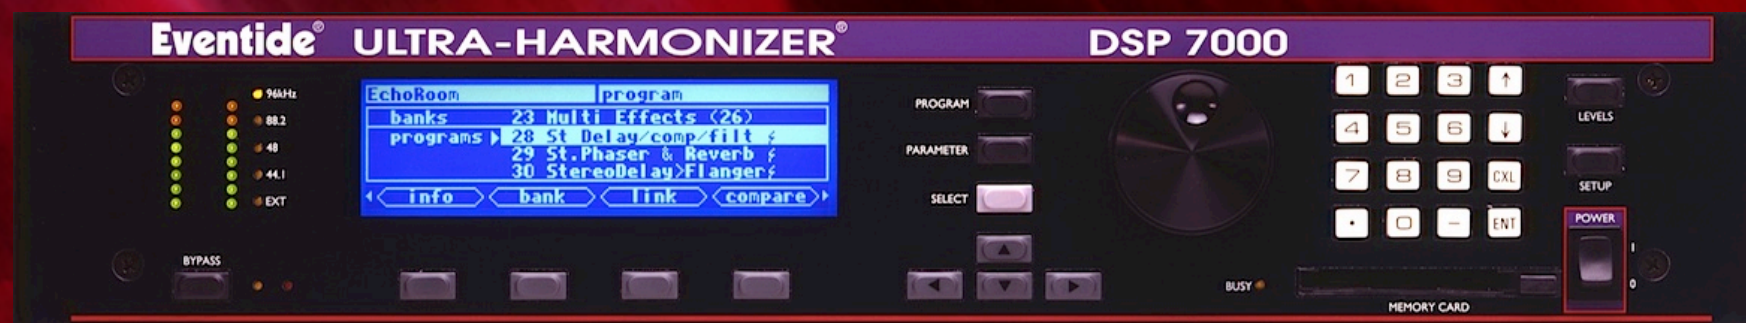 Eventide® ULTRA-HARMONIZER® DSP 7000
96kHz
88.2
48
44.1
EXT
BYPASS
EchoRoom program
banks 23 Multi Effects (26)
programs 28 St Delay/comp/filt
29 St.Phaser & Reverb
30 StereoDelay>Flanger
info bank link compare
PROGRAM
PARAMETER
SELECT
1 2 3 ↑
4 5 6 ↓
7 8 9 CXL
· 0 − ENT
LEVELS
SETUP
POWER
1
0
BUSY
MEMORY CARD